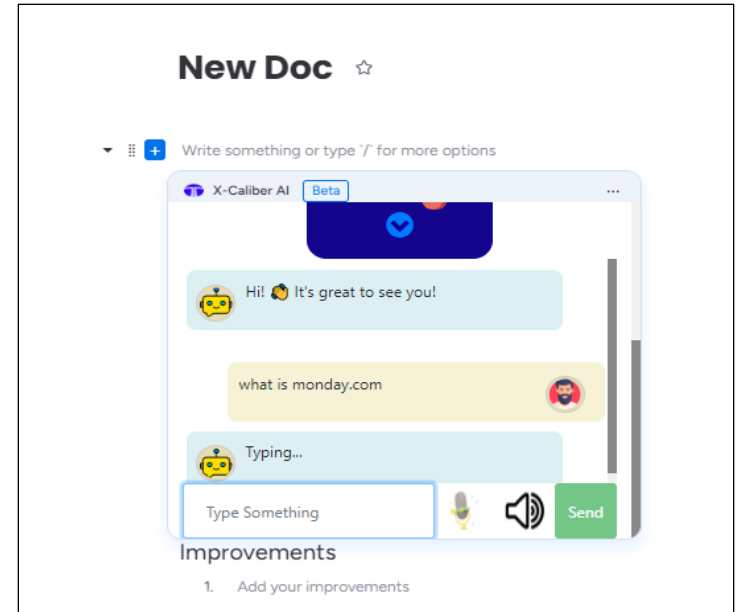 New Doc
Write something or type `/` for more options
X-Caliber AI Beta ...
Hi! 👏 It's great to see you!
what is monday.com
Typing...
Type Something Send
Improvements
1. Add your improvements